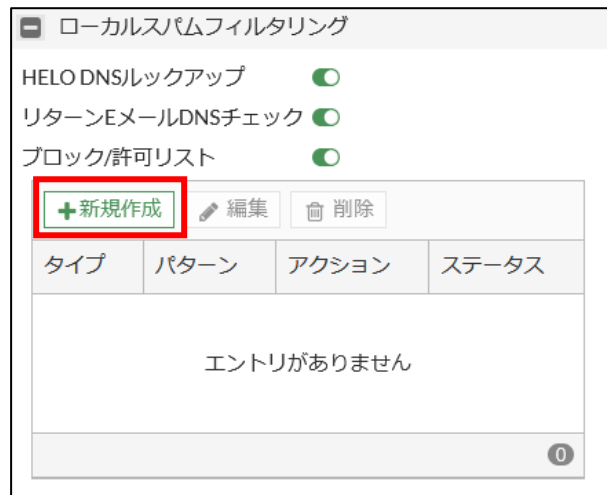 ローカルスパムフィルタリング
HELO DNSルックアップ
リターンEメールDNSチェック
ブロック/許可リスト
+新規作成 編集 削除
タイプ パターン アクション ステータス
エントリがありません
0